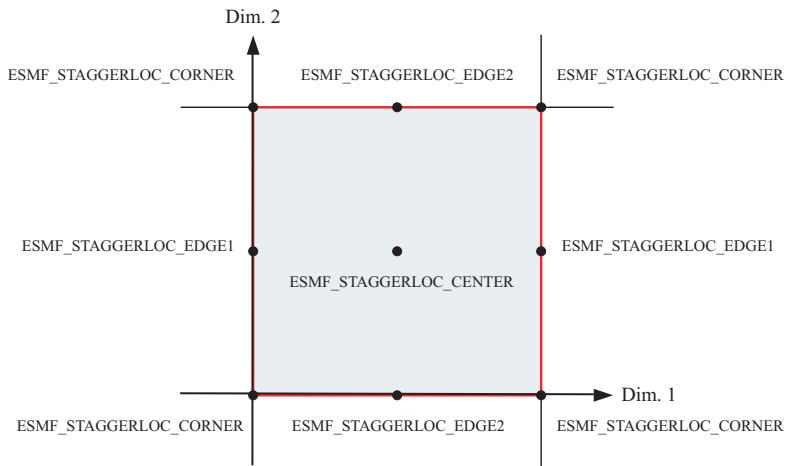 Dim. 2
ESMF_STAGGERLOC_CORNER ESMF_STAGGERLOC_EDGE2 ESMF_STAGGERLOC_CORNER
ESMF_STAGGERLOC_EDGE1 ESMF_STAGGERLOC_EDGE1
ESMF_STAGGERLOC_CENTER
Dim. 1
ESMF_STAGGERLOC_CORNER ESMF_STAGGERLOC_EDGE2 ESMF_STAGGERLOC_CORNER